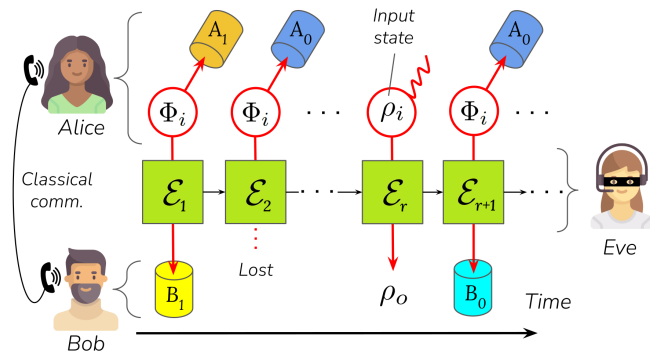 Input
state
A₁
A₀
A₀
Φᵢ
Φᵢ
. . .
ρᵢ
Φᵢ
. . .
Alice
Classical
comm.
ℰ₁
ℰ₂
. . .
ℰᵣ
ℰᵣ₊₁
. . .
Eve
Lost
B₁
ρₒ
B₀
Time
Bob